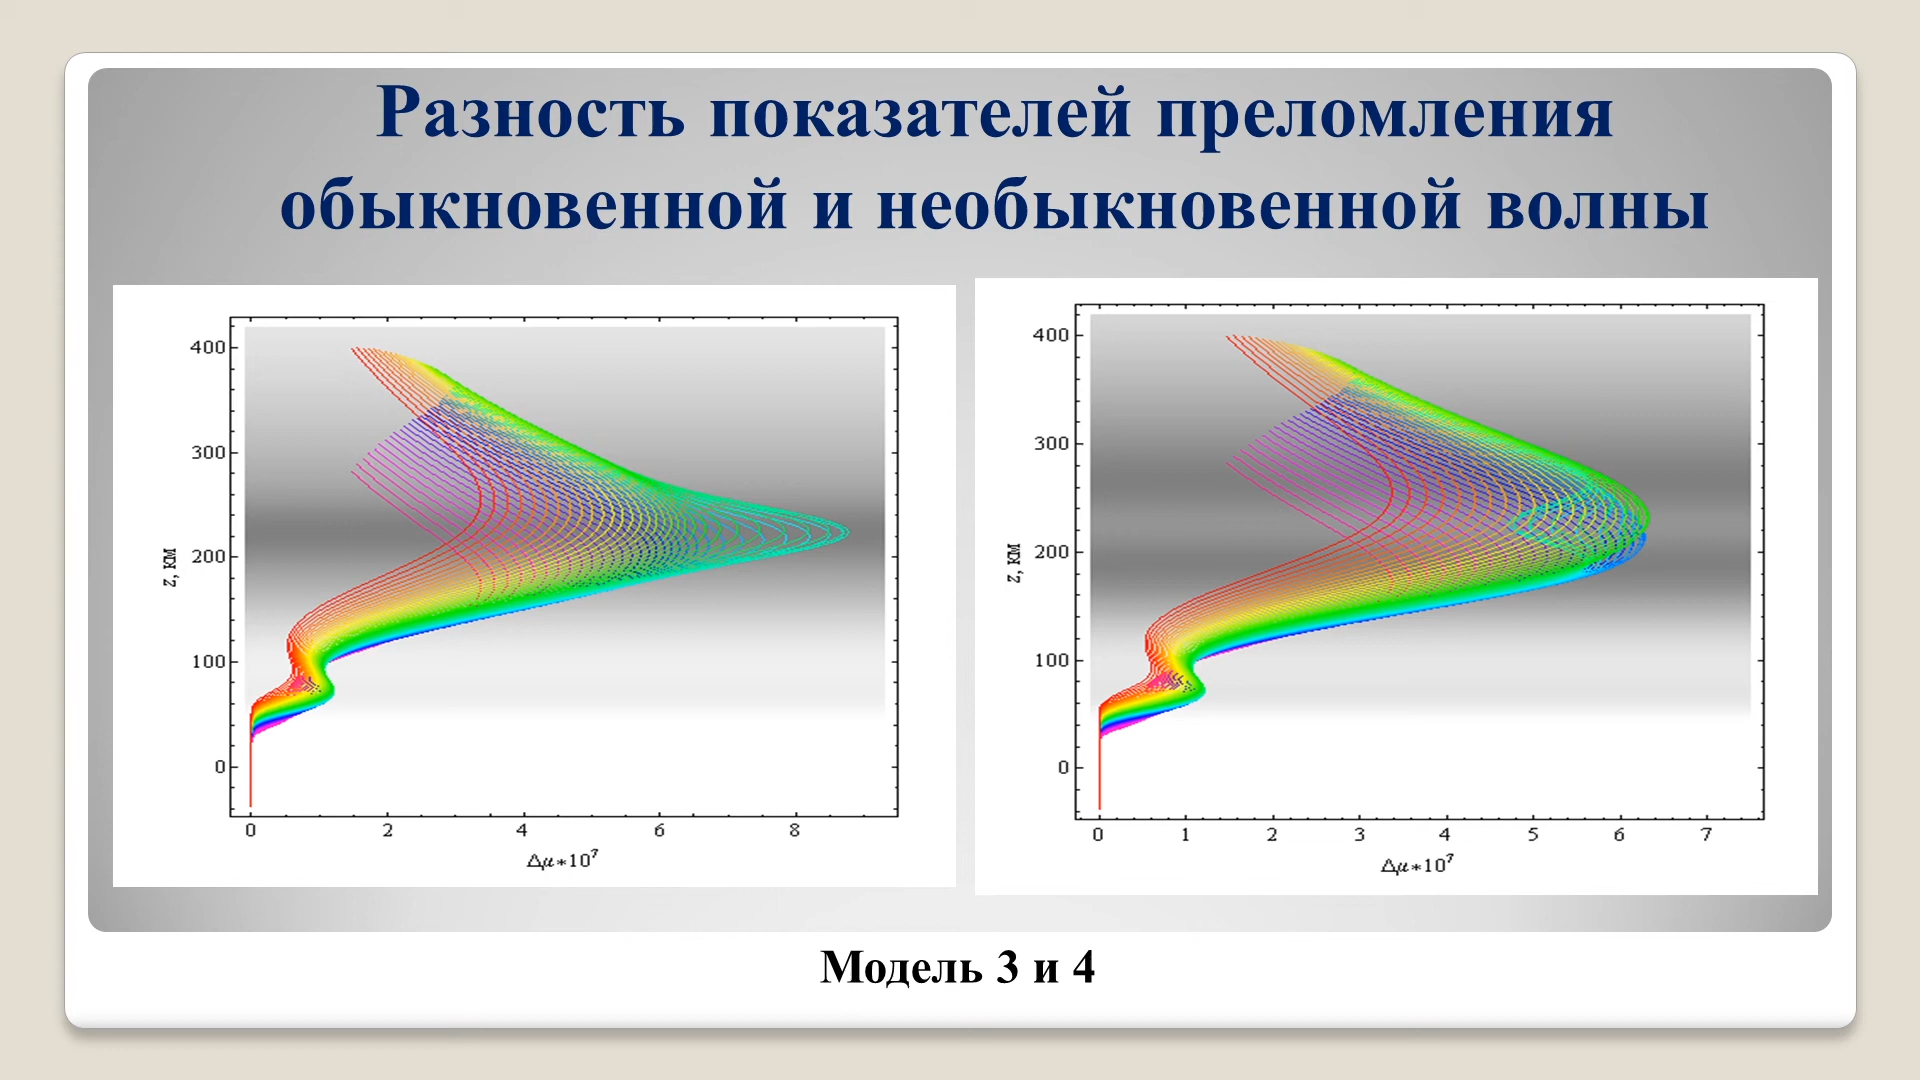 Разность показателей преломления
обыкновенной и необыкновенной волны
400
300
200
100
0
z, км
0 2 4 6 8
Δμ*10⁷
400
300
200
100
0
z, км
0 1 2 3 4 5 6 7
Δμ*10⁷
Модель 3 и 4